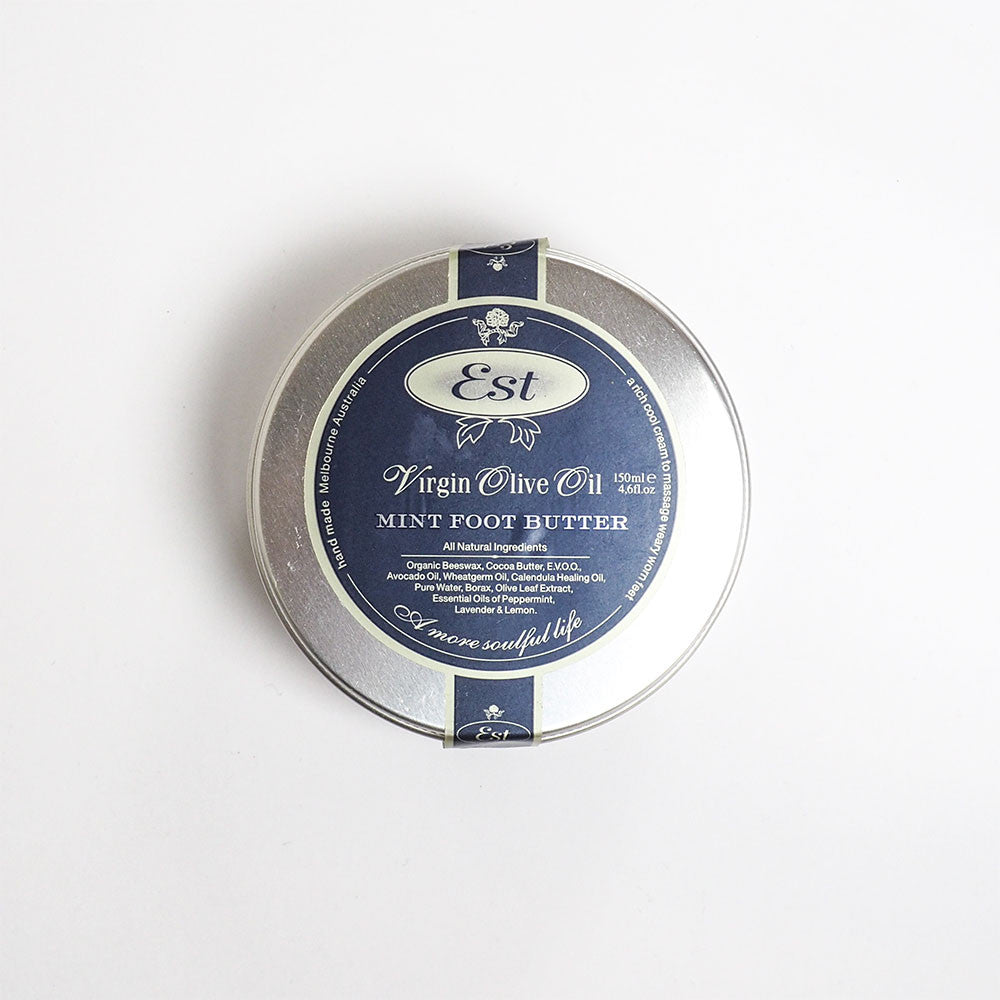 Est
hand made Melbourne Australia
a rich cool cream to massage weary worn feet
Virgin Olive Oil
150ml e
4.6fl.oz
MINT FOOT BUTTER
All Natural Ingredients
Organic Beeswax, Cocoa Butter, E.V.O.O.,
Avocado Oil, Wheatgerm Oil, Calendula Healing Oil,
Pure Water, Borax, Olive Leaf Extract,
Essential Oils of Peppermint,
Lavender & Lemon.
A more soulful life
Est